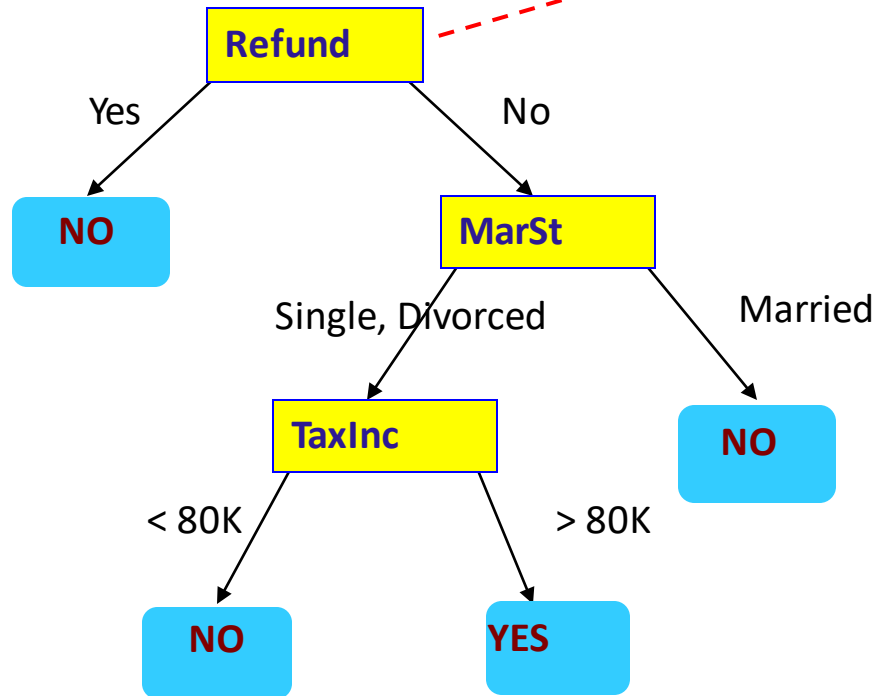 Refund
Yes
No
NO
MarSt
Single, Divorced
Married
TaxInc
NO
< 80K
> 80K
NO
YES